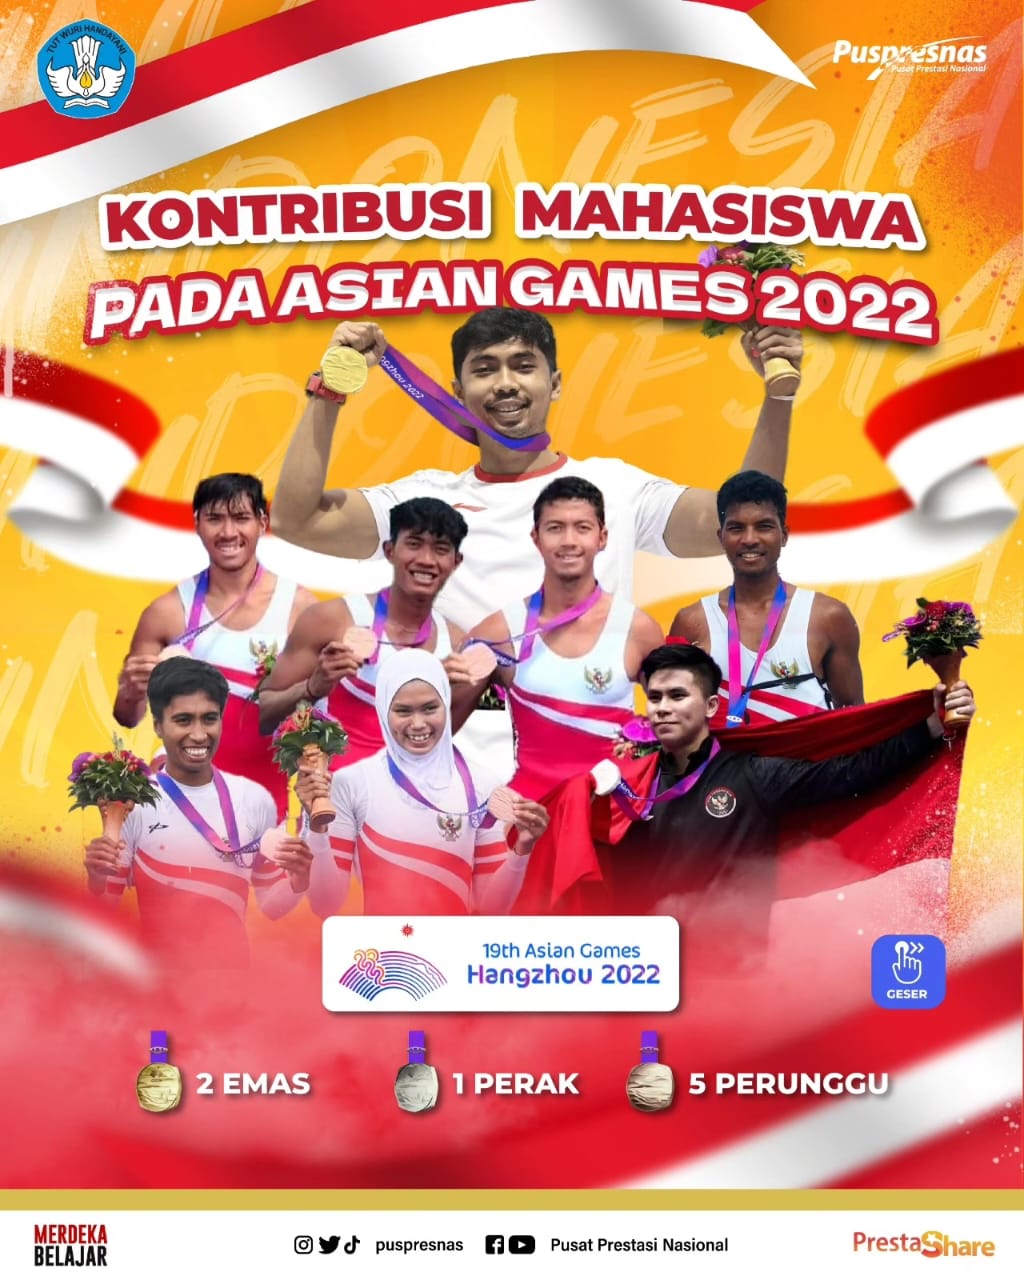 TUT WURI HANDAYANI
Puspresnas
Pusat Prestasi Nasional
INDONESIA
KONTRIBUSI MAHASISWA
PADA ASIAN GAMES 2022
Hangzhou 2022
19th Asian Games
Hangzhou 2022
GESER
2 EMAS
1 PERAK
5 PERUNGGU
MERDEKA
BELAJAR
puspresnas
Pusat Prestasi Nasional
PrestaShare